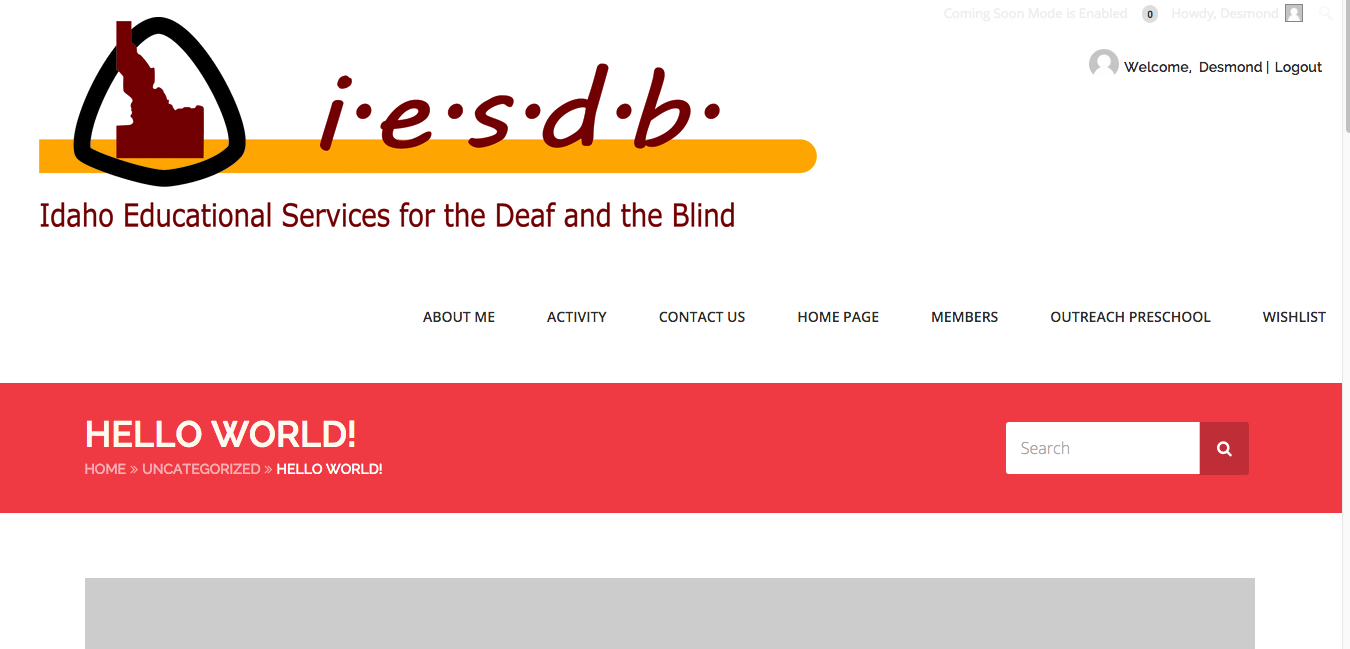 Coming Soon Mode is Enabled 0 Howdy, Desmond
Welcome, Desmond | Logout
i·e·s·d·b·
Idaho Educational Services for the Deaf and the Blind
ABOUT ME ACTIVITY CONTACT US HOME PAGE MEMBERS OUTREACH PRESCHOOL WISHLIST
HELLO WORLD!
HOME » UNCATEGORIZED » HELLO WORLD!
Search